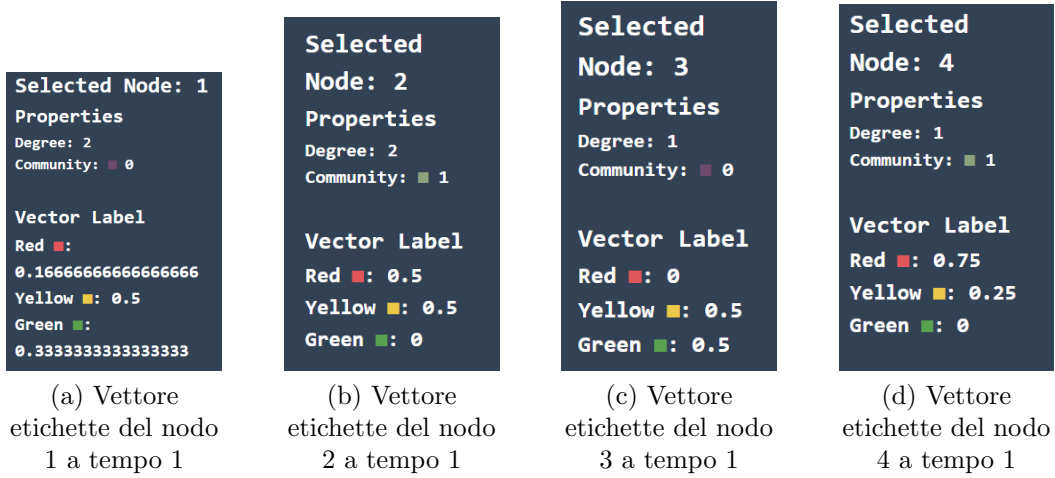 Selected Node: 1
Properties
Degree: 2
Community: 0
Vector Label
Red :
0.16666666666666666
Yellow : 0.5
Green :
0.3333333333333333
(a) Vettore
etichette del nodo
1 a tempo 1
Selected
Node: 2
Properties
Degree: 2
Community: 1
Vector Label
Red : 0.5
Yellow : 0.5
Green : 0
(b) Vettore
etichette del nodo
2 a tempo 1
Selected
Node: 3
Properties
Degree: 1
Community: 0
Vector Label
Red : 0
Yellow : 0.5
Green : 0.5
(c) Vettore
etichette del nodo
3 a tempo 1
Selected
Node: 4
Properties
Degree: 1
Community: 1
Vector Label
Red : 0.75
Yellow : 0.25
Green : 0
(d) Vettore
etichette del nodo
4 a tempo 1